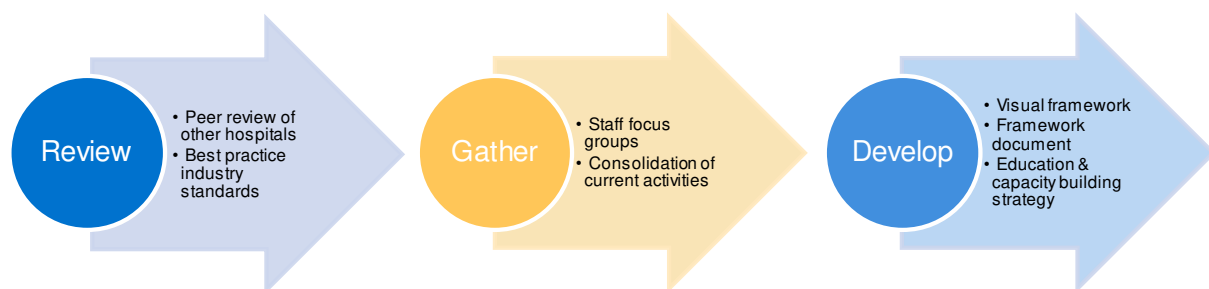 Review
• Peer review of
other hospitals
• Best practice
industry
standards
Gather
• Staff focus
groups
• Consolidation of
current activities
Develop
• Visual framework
• Framework
document
• Education &
capacity building
strategy